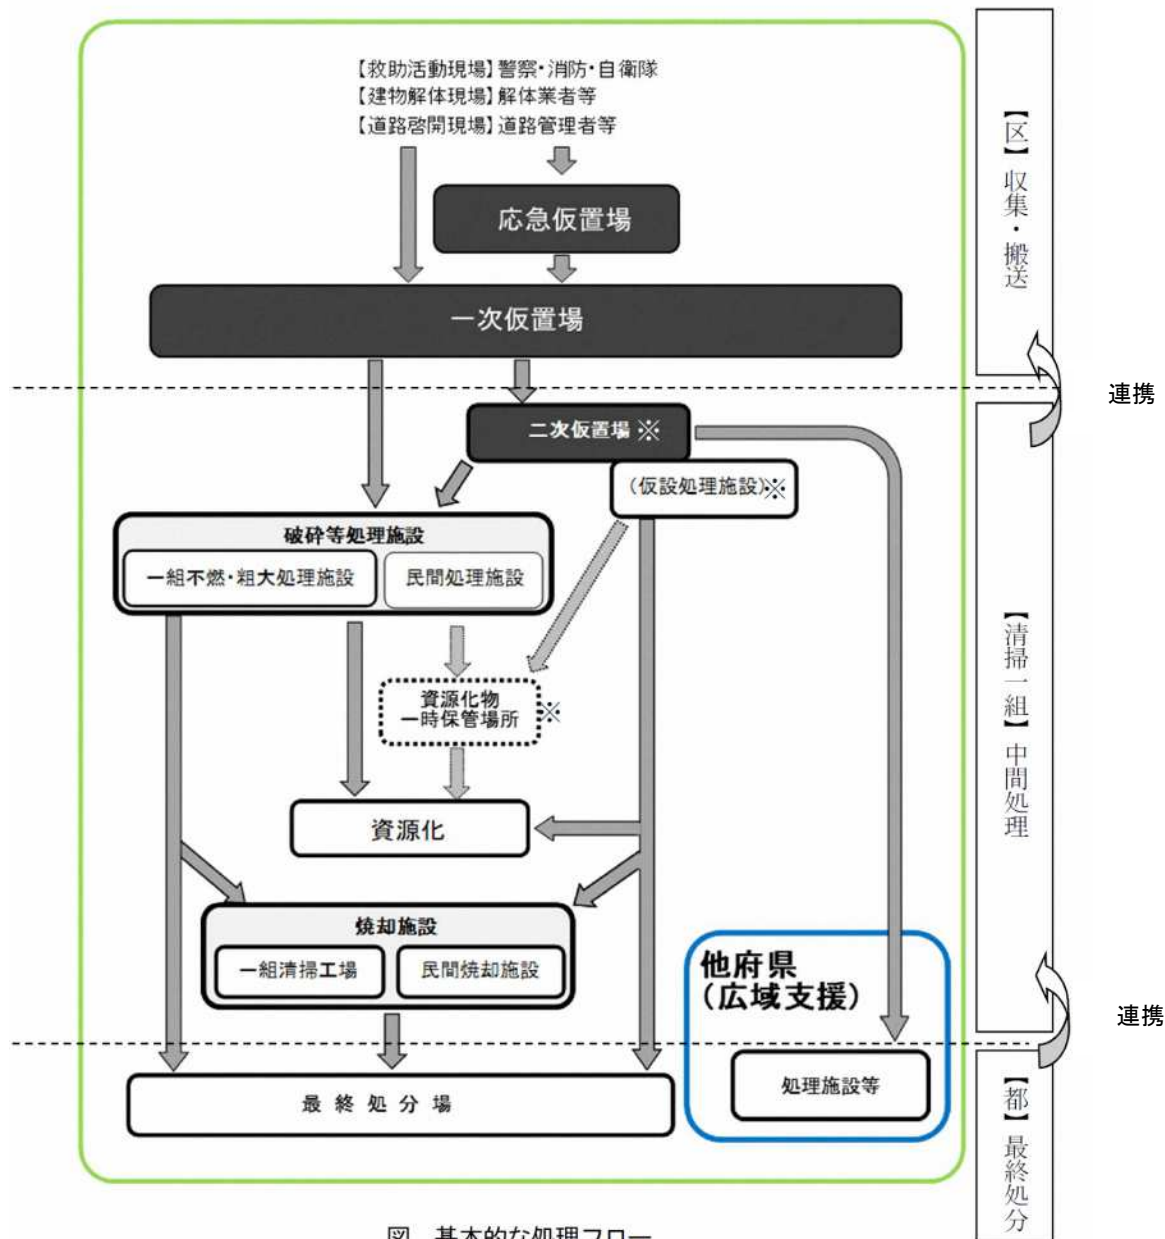 【救助活動現場】警察・消防・自衛隊
【建物解体現場】解体業者等
【道路啓開現場】道路管理者等
応急仮置場
一次仮置場
【区】収集・搬送
連携
二次仮置場※
(仮設処理施設)※
破砕等処理施設
一組不燃・粗大処理施設
民間処理施設
資源化物
一時保管場所
※
資源化
【清掃一組】中間処理
焼却施設
一組清掃工場
民間焼却施設
他府県
(広域支援)
連携
処理施設等
最終処分場
【都】最終処分
図 基本的な処理フロー